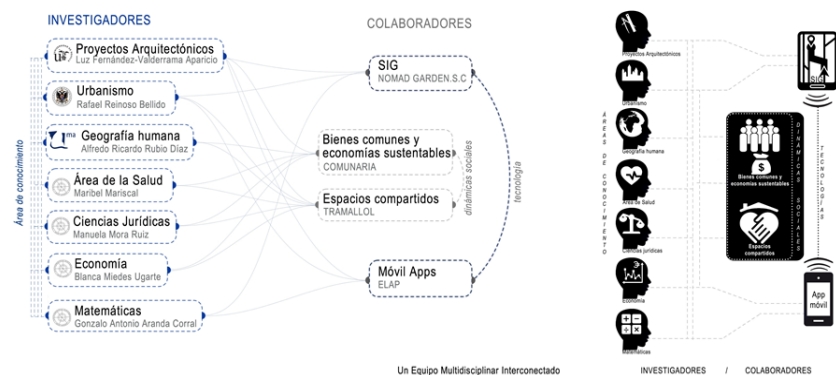 INVESTIGADORES
COLABORADORES
Proyectos Arquitectónicos
Luz Fernández-Valderrama Aparicio
Urbanismo
Rafael Reinoso Bellido
uma
Geografía humana
Alfredo Ricardo Rubio Díaz
Área de la Salud
Maribel Mariscal
Ciencias Jurídicas
Manuela Mora Ruiz
Economía
Blanca Miedes Ugarte
Matemáticas
Gonzalo Antonio Aranda Corral
Área de conocimiento
SIG
NOMAD GARDEN.S.C
Bienes comunes y
economías sustentables
COMUNARIA
Espacios compartidos
TRAMALLOL
Móvil Apps
ELAP
dinámicas sociales
tecnología
Un Equipo Multidisciplinar Interconectado
Proyectos Arquitectónicos
Urbanismo
Geografía humana
Área de Salud
Ciencias jurídicas
Economía
Matemáticas
ÁREAS DE CONOCIMIENTO
Bienes comunes y
economías sustentables
Espacios
compartidos
DINÁMICAS SOCIALES
TECNOLOGÍAS
SIG
App
móvil
INVESTIGADORES / COLABORADORES